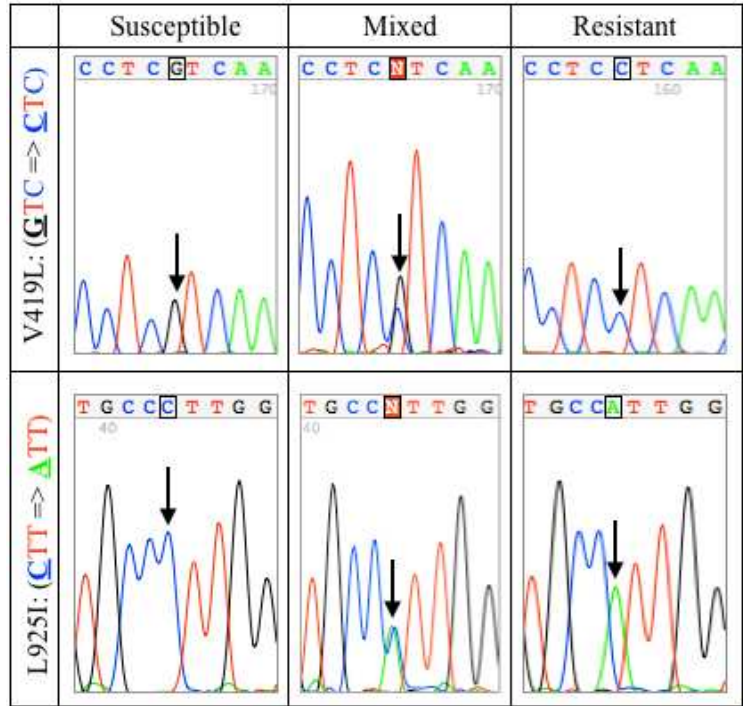 Susceptible Mixed Resistant
V419L: (GTC => CTC)
C C T C G T C A A
170
C C T C N T C A A
170
C C T C C T C A A
160
L925I: (CTT => ATT)
T G C C C T T G G
40
T G C C N T T G G
40
T G C C A T T G G